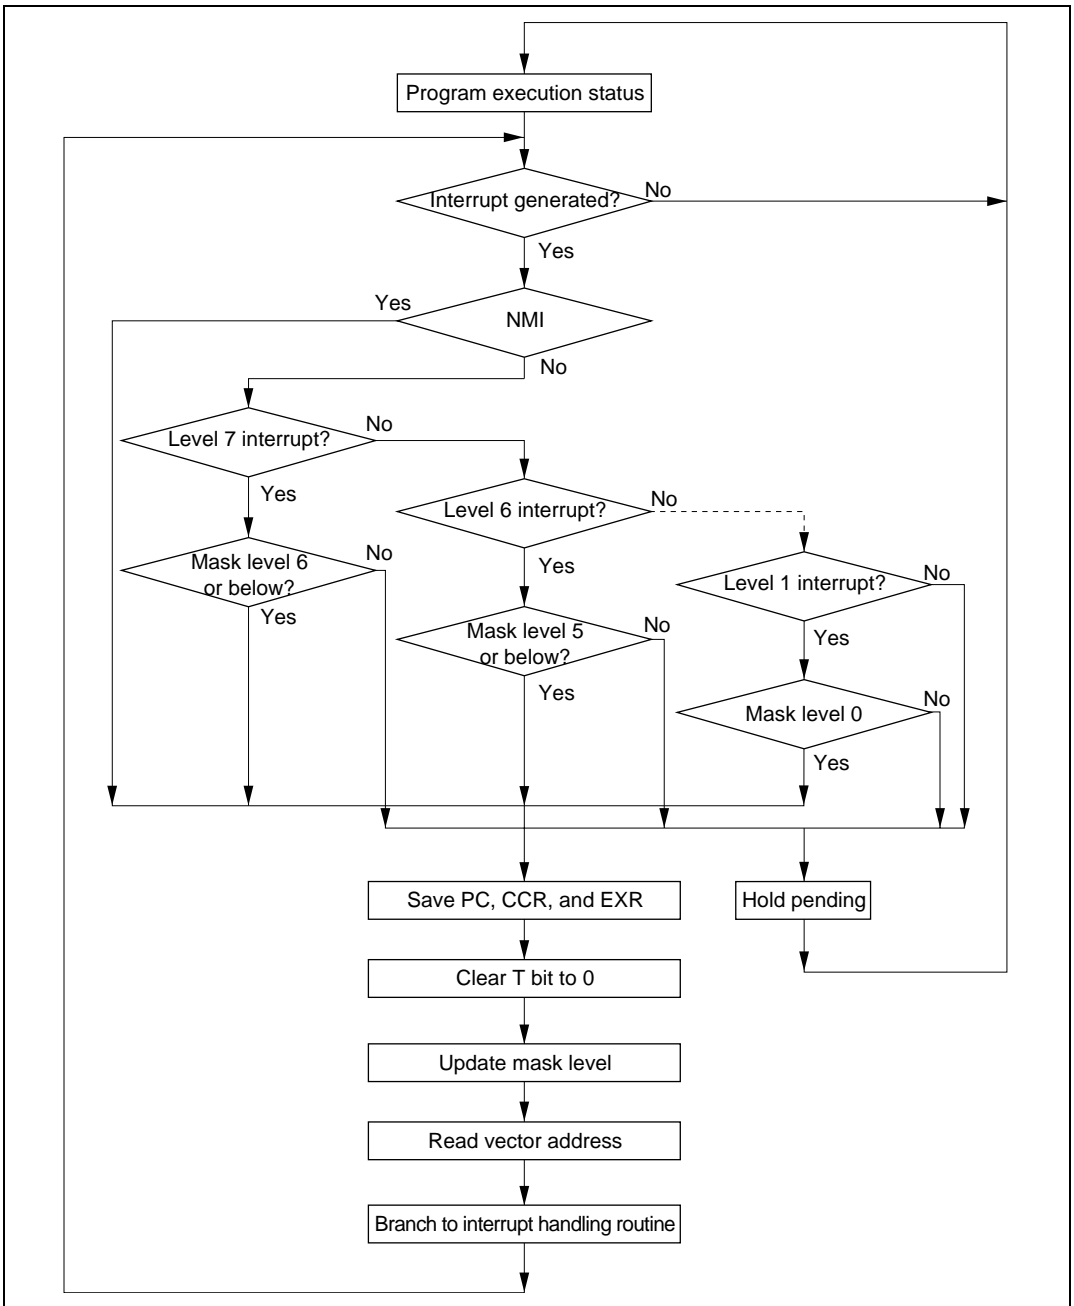 Program execution status
Interrupt generated?
No
Yes
Yes
NMI
No
Level 7 interrupt?
No
Yes
Level 6 interrupt?
No
Mask level 6
or below?
No
Yes
Yes
Level 1 interrupt?
No
Mask level 5
or below?
No
Yes
Yes
Mask level 0
No
Yes
Save PC, CCR, and EXR
Hold pending
Clear T bit to 0
Update mask level
Read vector address
Branch to interrupt handling routine